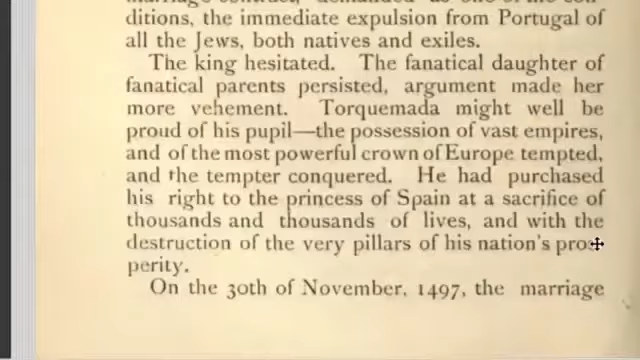 ditions, the immediate expulsion from Portugal of
all the Jews, both natives and exiles.
The king hesitated. The fanatical daughter of
fanatical parents persisted, argument made her
more vehement. Torquemada might well be
proud of his pupil—the possession of vast empires,
and of the most powerful crown of Europe tempted,
and the tempter conquered. He had purchased
his right to the princess of Spain at a sacrifice of
thousands and thousands of lives, and with the
destruction of the very pillars of his nation's pros-
perity.
On the 30th of November, 1497, the marriage